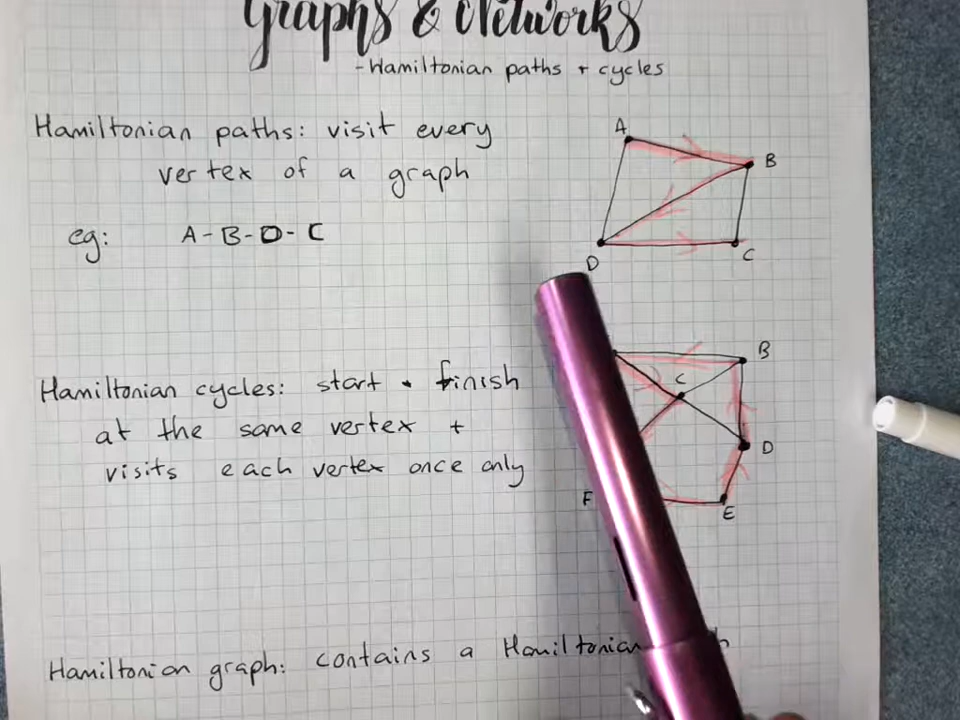 Graphs & Networks
- Hamiltonian paths + cycles
Hamiltonian paths: visit every
vertex of a graph
eg: A - B - D - C
A
B
D
C
Hamiltonian cycles: start + finish
at the same vertex +
visits each vertex once only
B
C
D
F
E
Hamiltonian graph: contains a Hamiltonian